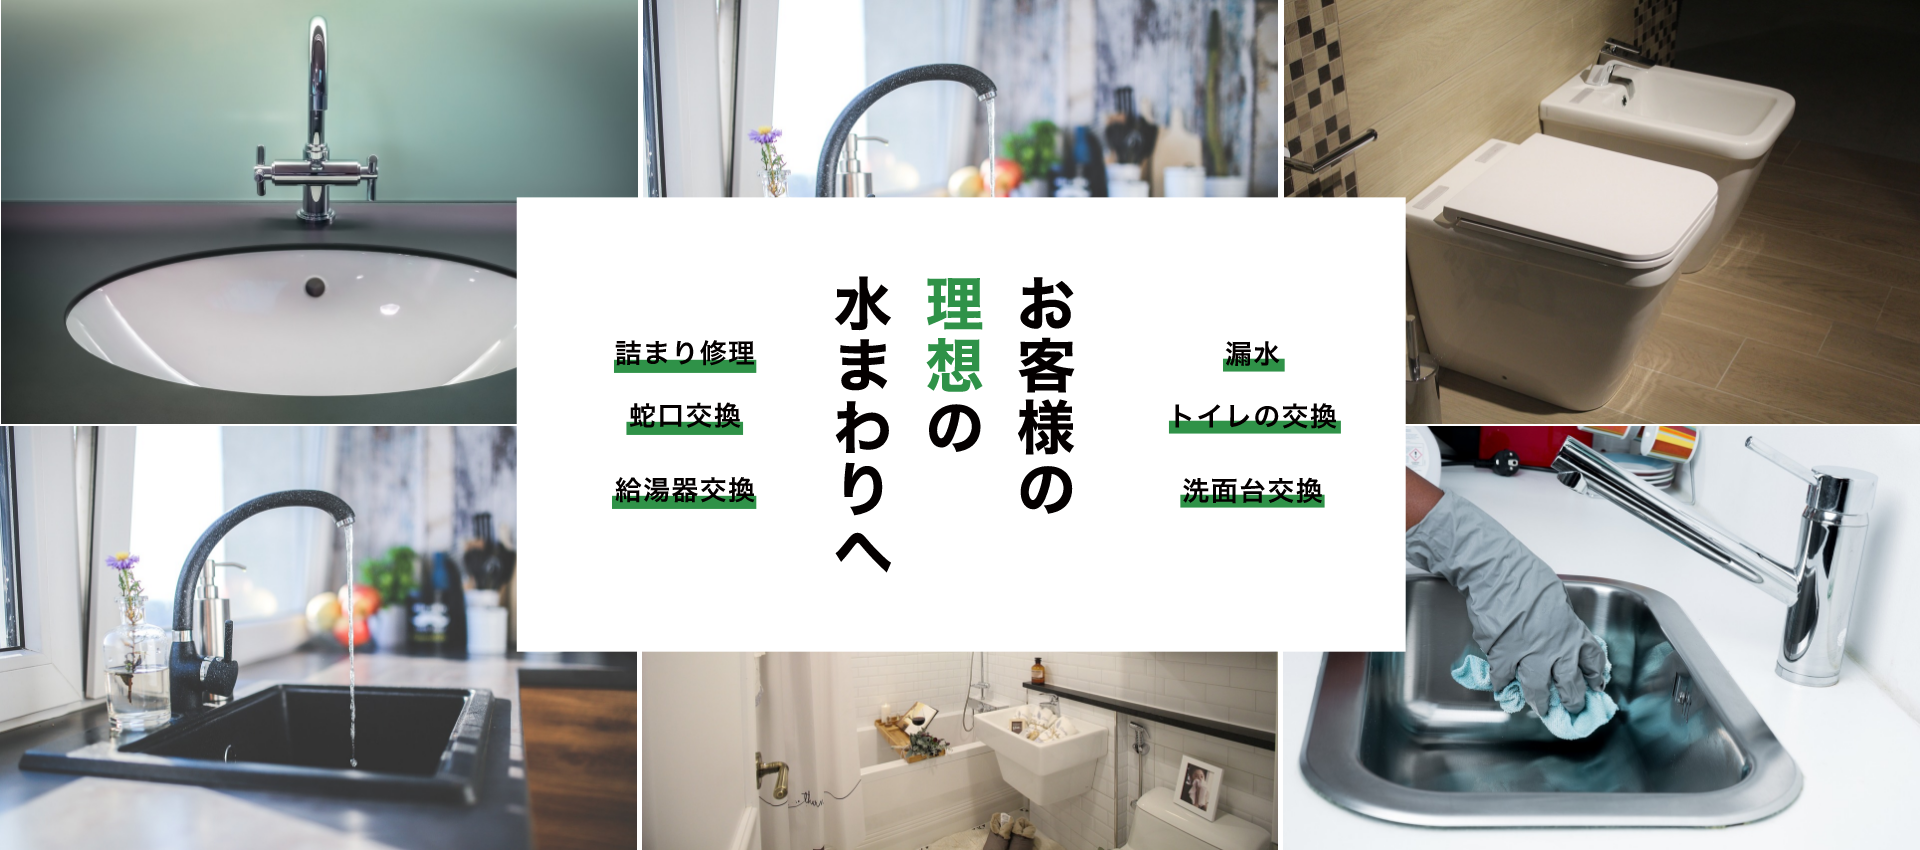 お客様の
理想の
水まわりへ
漏水
トイレの交換
洗面台交換
詰まり修理
蛇口交換
給湯器交換